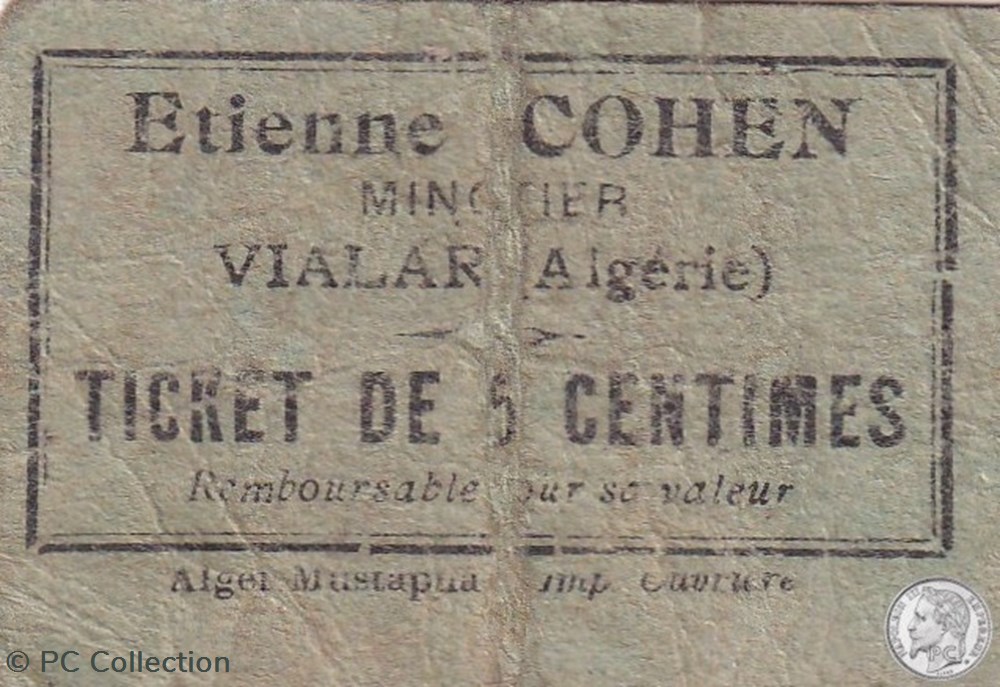 Etienne COHEN
MINOTIER
VIALAR (Algérie)
TICKET DE 5 CENTIMES
Remboursable pour sa valeur
Alger-Mustapha Imp Ouvrière
© PC Collection
PC